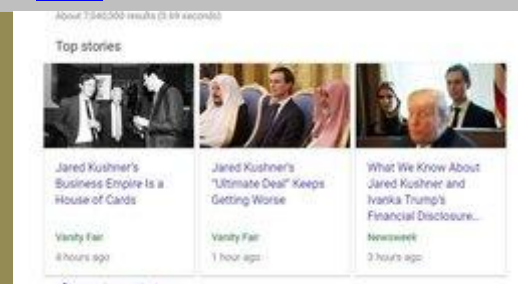 About 7,040,000 results (0.69 seconds)
Top stories
Jared Kushner's
Business Empire Is a
House of Cards
Vanity Fair
4 hours ago
Jared Kushner's
"Ultimate Deal" Keeps
Getting Worse
Vanity Fair
1 hour ago
What We Know About
Jared Kushner and
Ivanka Trump's
Financial Disclosure...
Newsweek
3 hours ago